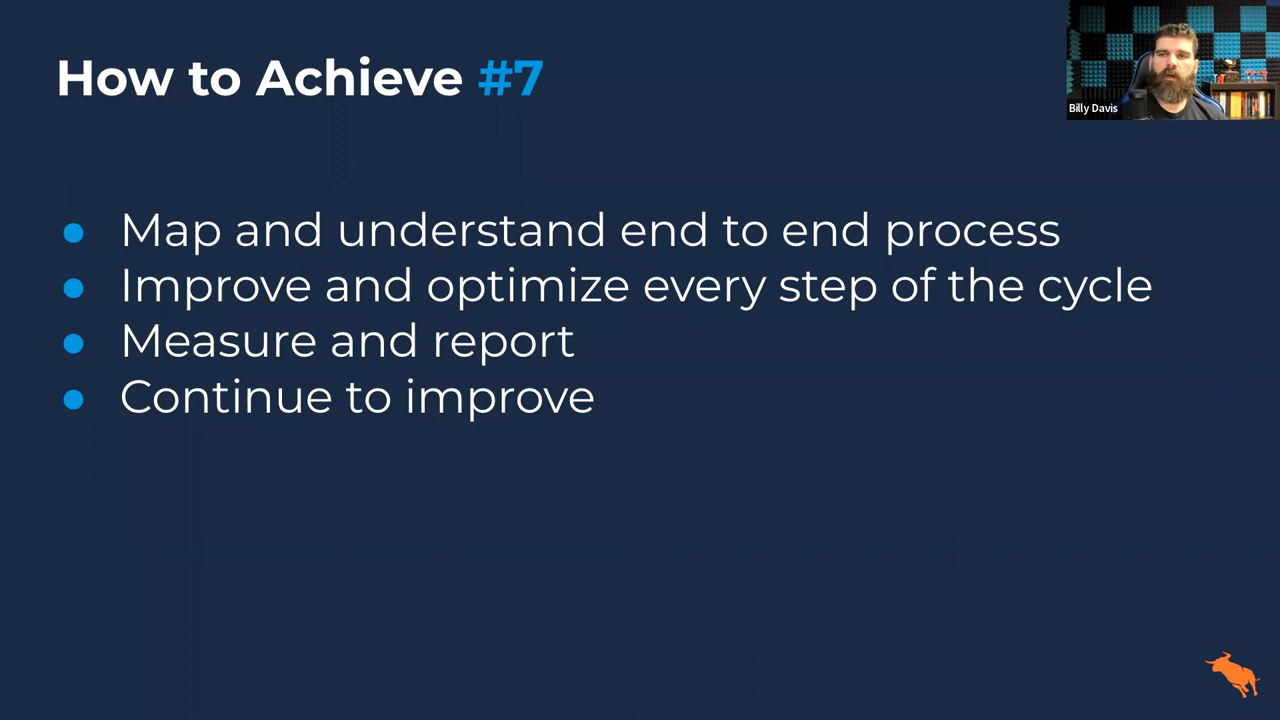 How to Achieve #7
Billy Davis
● Map and understand end to end process
● Improve and optimize every step of the cycle
● Measure and report
● Continue to improve